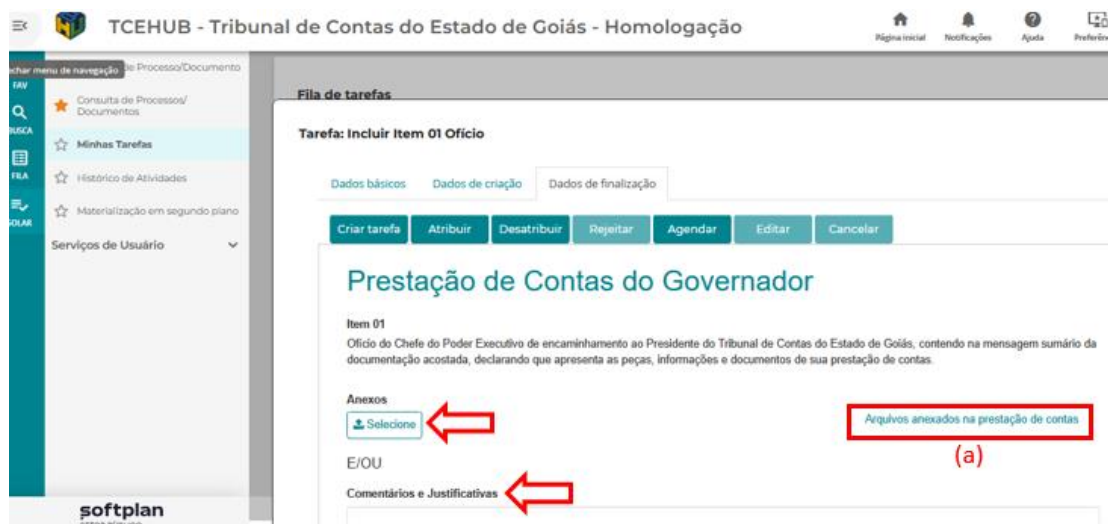 TCEHUB - Tribunal de Contas do Estado de Goiás - Homologação
Página inicial
Notificações
Ajuda
Fechar menu de navegação
de Processo/Documento
FAV
Consulta de Processos/
Documentos
BUSCA
Minhas Tarefas
FILA
Histórico de Atividades
SOLAR
Materialização em segundo plano
Serviços de Usuário
softplan
Fila de tarefas
Tarefa: Incluir Item 01 Ofício
Dados básicos Dados de criação Dados de finalização
Criar tarefa Atribuir Desatribuir Rejeitar Agendar Editar Cancelar
Prestação de Contas do Governador
Item 01
Ofício do Chefe do Poder Executivo de encaminhamento ao Presidente do Tribunal de Contas do Estado de Goiás, contendo na mensagem sumário da
documentação acostada, declarando que apresenta as peças, informações e documentos de sua prestação de contas.
Anexos
Selecione
Arquivos anexados na prestação de contas
(a)
E/OU
Comentários e Justificativas